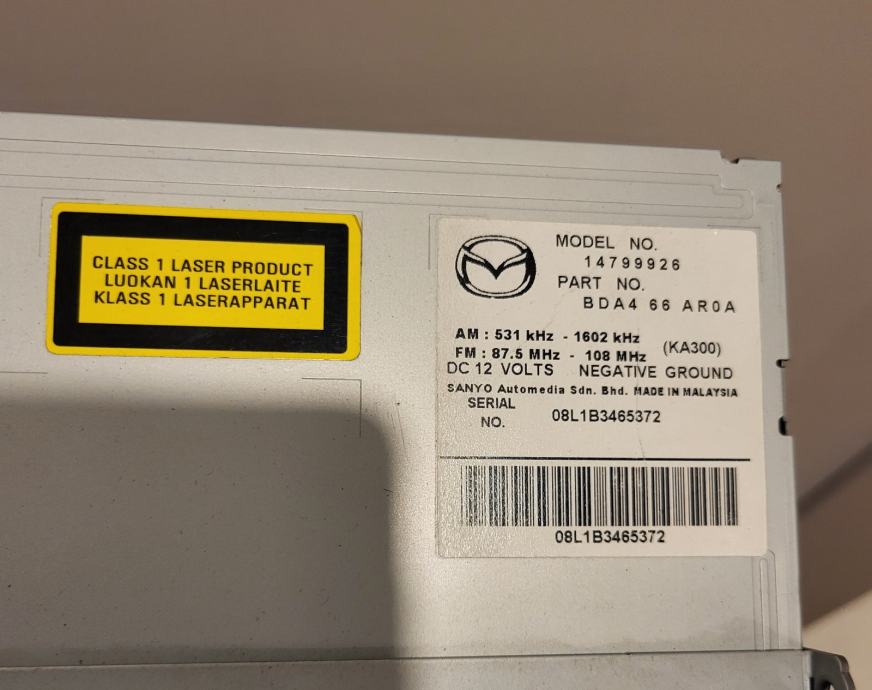 CLASS 1 LASER PRODUCT
LUOKAN 1 LASERLAITE
KLASS 1 LASERAPPARAT
MODEL NO.
14799926
PART NO.
BDA4 66 AR0A
AM : 531 kHz - 1602 kHz
FM : 87.5 MHz - 108 MHz (KA300)
DC 12 VOLTS NEGATIVE GROUND
SANYO Automedia Sdn. Bhd. MADE IN MALAYSIA
SERIAL
NO. 08L1B3465372
08L1B3465372